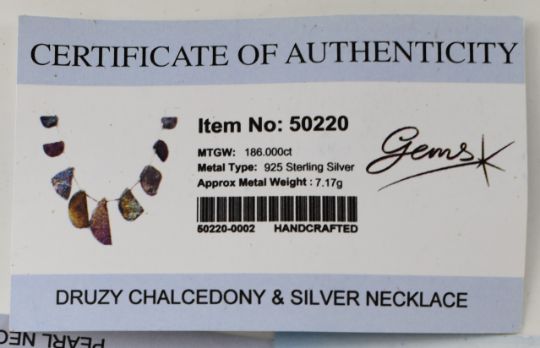 CERTIFICATE OF AUTHENTICITY
Item No: 50220
MTGW: 186.000ct
Metal Type: 925 Sterling Silver
Approx Metal Weight : 7.17g
Gems
50220-0002 HANDCRAFTED
DRUZY CHALCEDONY & SILVER NECKLACE
PEARL NEC